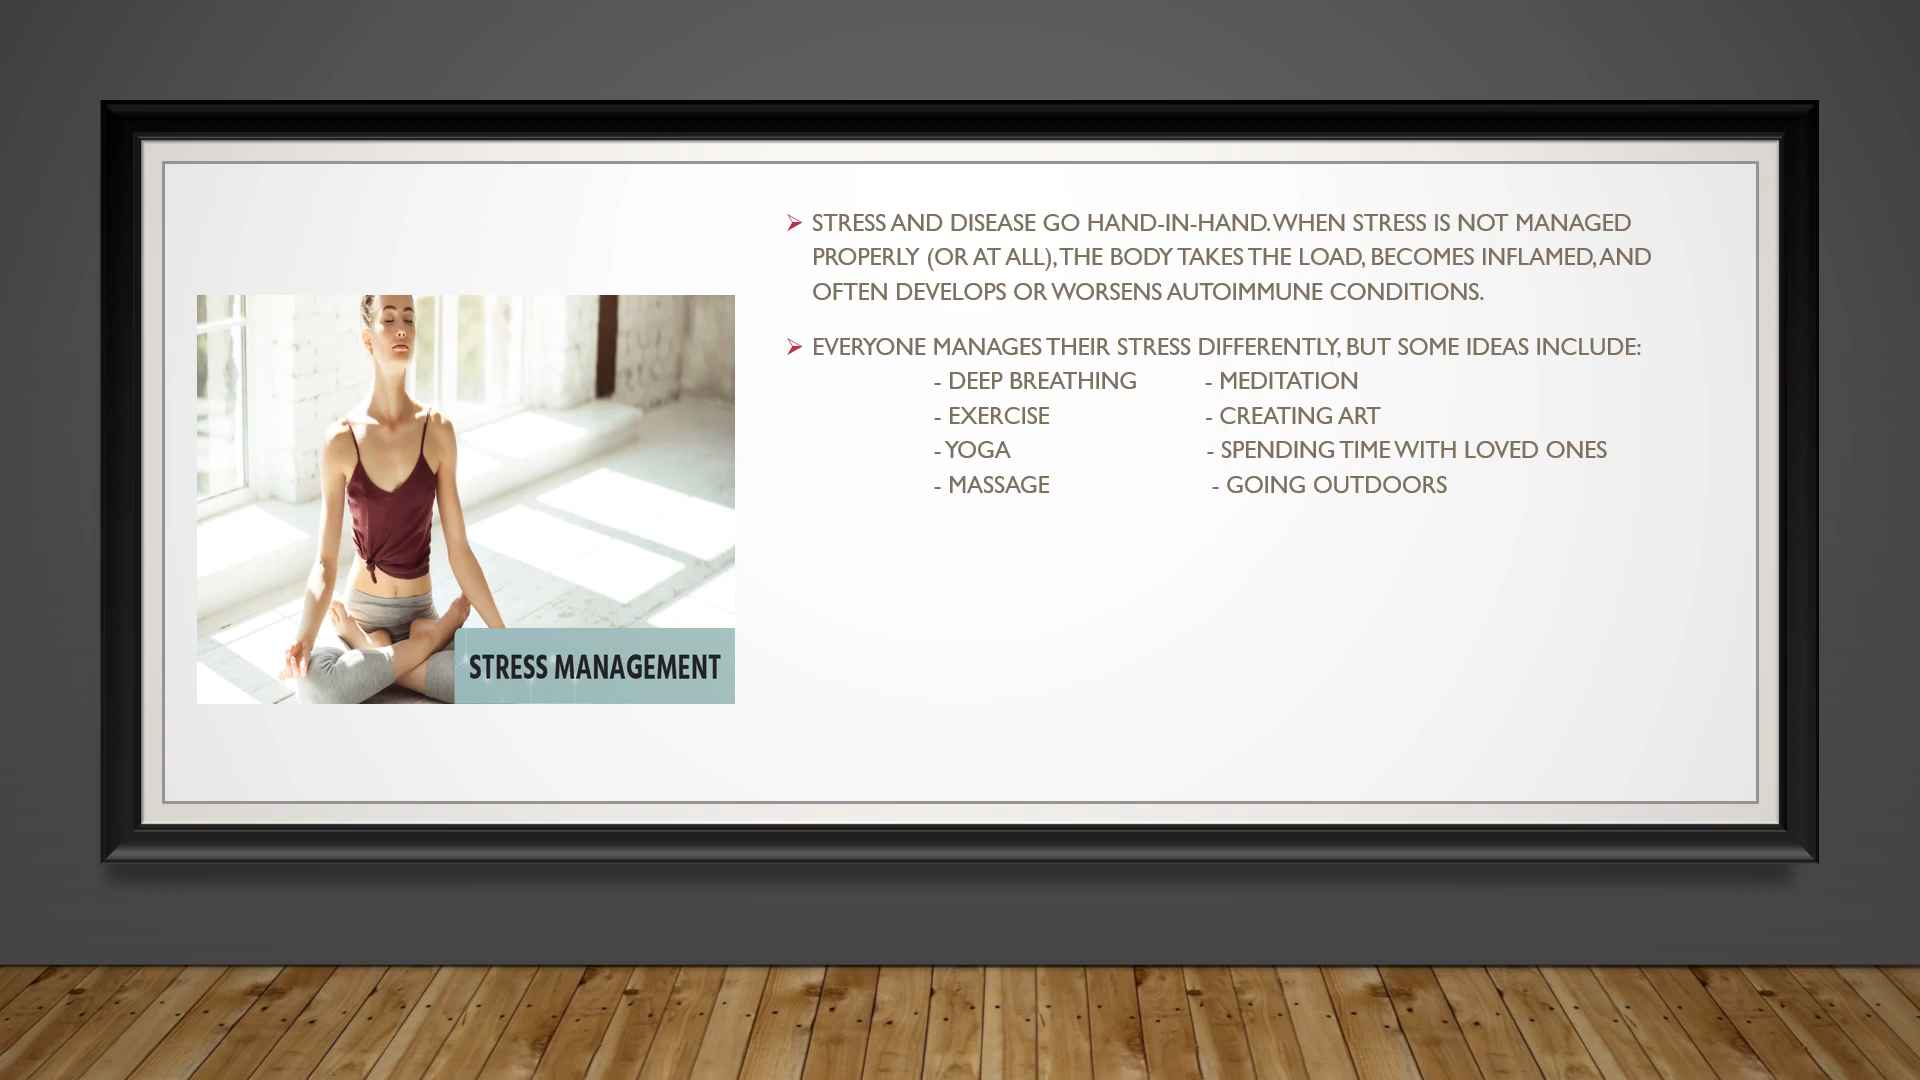 STRESS AND DISEASE GO HAND-IN-HAND. WHEN STRESS IS NOT MANAGED
PROPERLY (OR AT ALL), THE BODY TAKES THE LOAD, BECOMES INFLAMED, AND
OFTEN DEVELOPS OR WORSENS AUTOIMMUNE CONDITIONS.
EVERYONE MANAGES THEIR STRESS DIFFERENTLY, BUT SOME IDEAS INCLUDE:
- DEEP BREATHING - MEDITATION
- EXERCISE - CREATING ART
- YOGA - SPENDING TIME WITH LOVED ONES
- MASSAGE - GOING OUTDOORS
STRESS MANAGEMENT